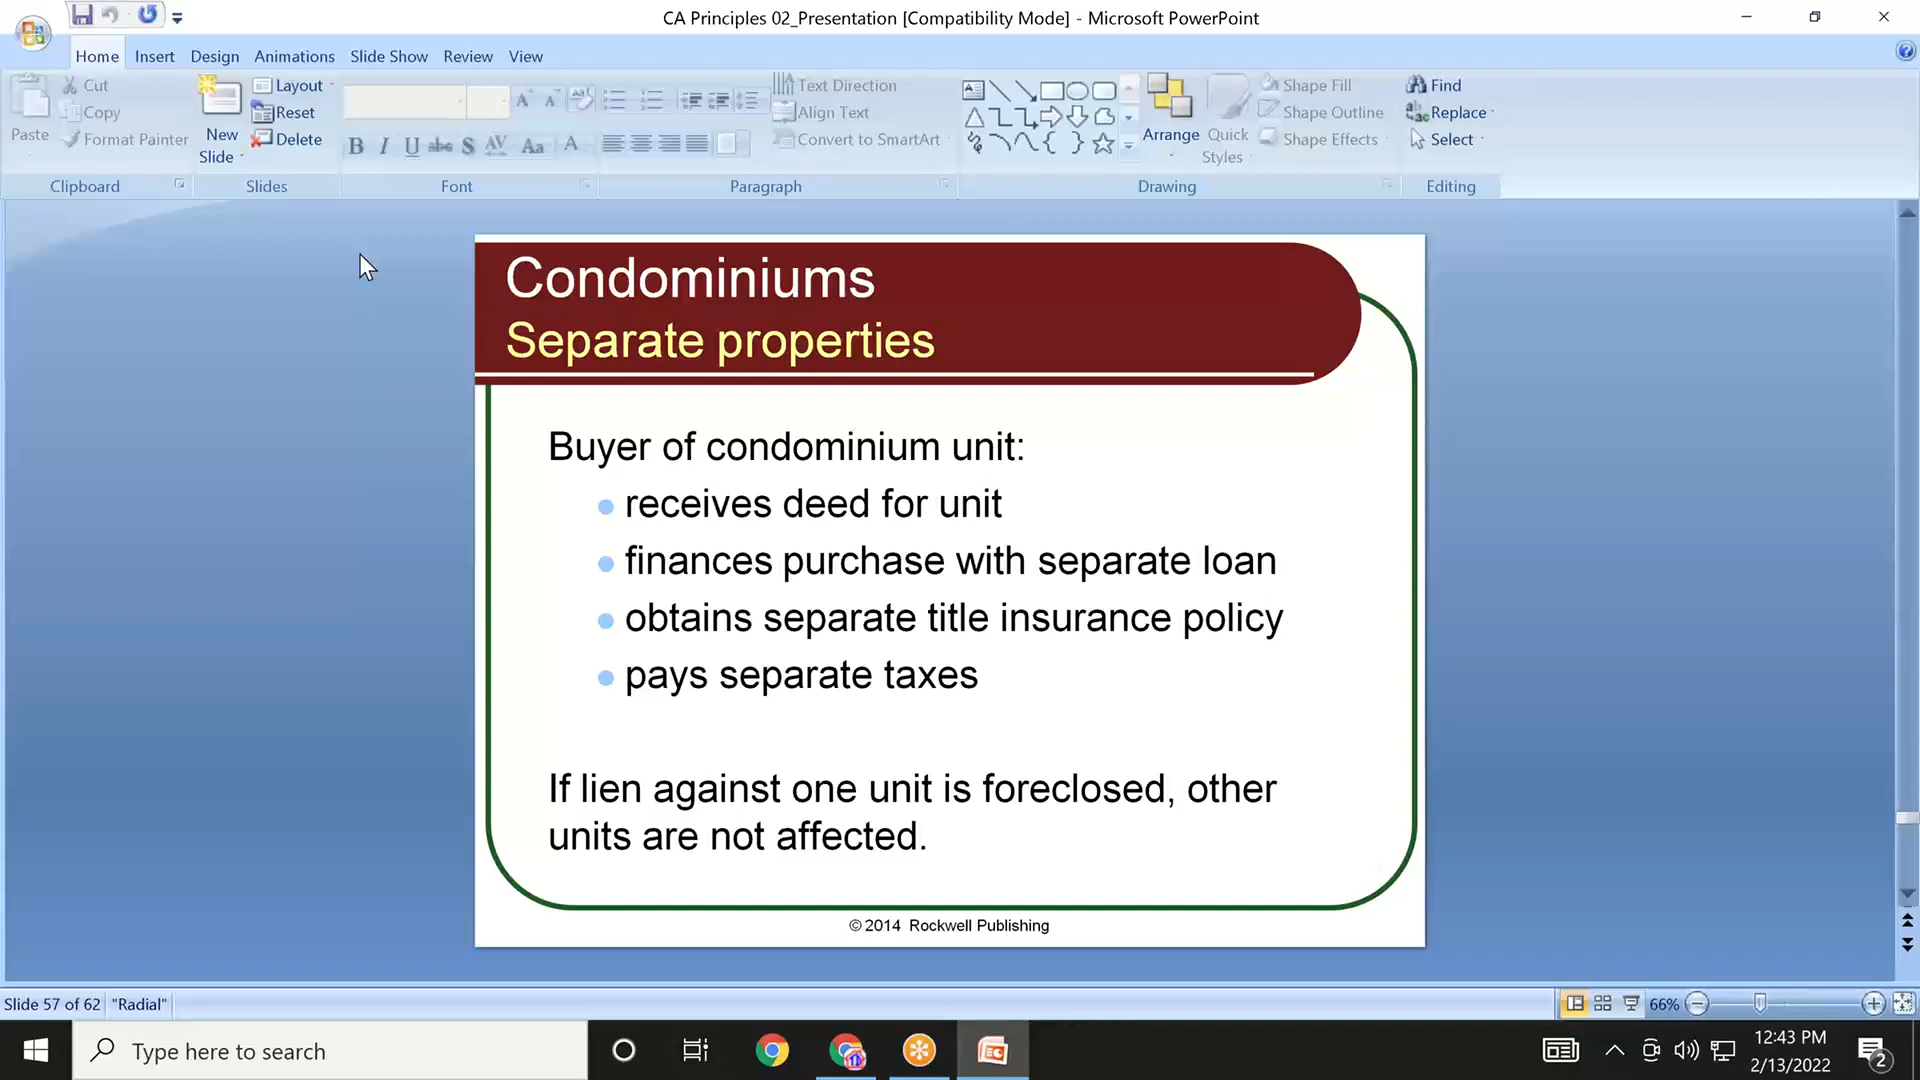 CA Principles 02_Presentation [Compatibility Mode] - Microsoft PowerPoint
Home Insert Design Animations Slide Show Review View
Paste
Cut
Copy
Format Painter
Clipboard
New
Slide
Layout
Reset
Delete
Slides
B I U abc S AV Aa A
Font
Text Direction
Align Text
Convert to SmartArt
Paragraph
Arrange
Quick
Styles
Shape Fill
Shape Outline
Shape Effects
Drawing
Find
Replace
Select
Editing
Condominiums
Separate properties
Buyer of condominium unit:
receives deed for unit
finances purchase with separate loan
obtains separate title insurance policy
pays separate taxes
If lien against one unit is foreclosed, other
units are not affected.
© 2014 Rockwell Publishing
Slide 57 of 62 "Radial" 66%
Type here to search
12:43 PM
2/13/2022
2